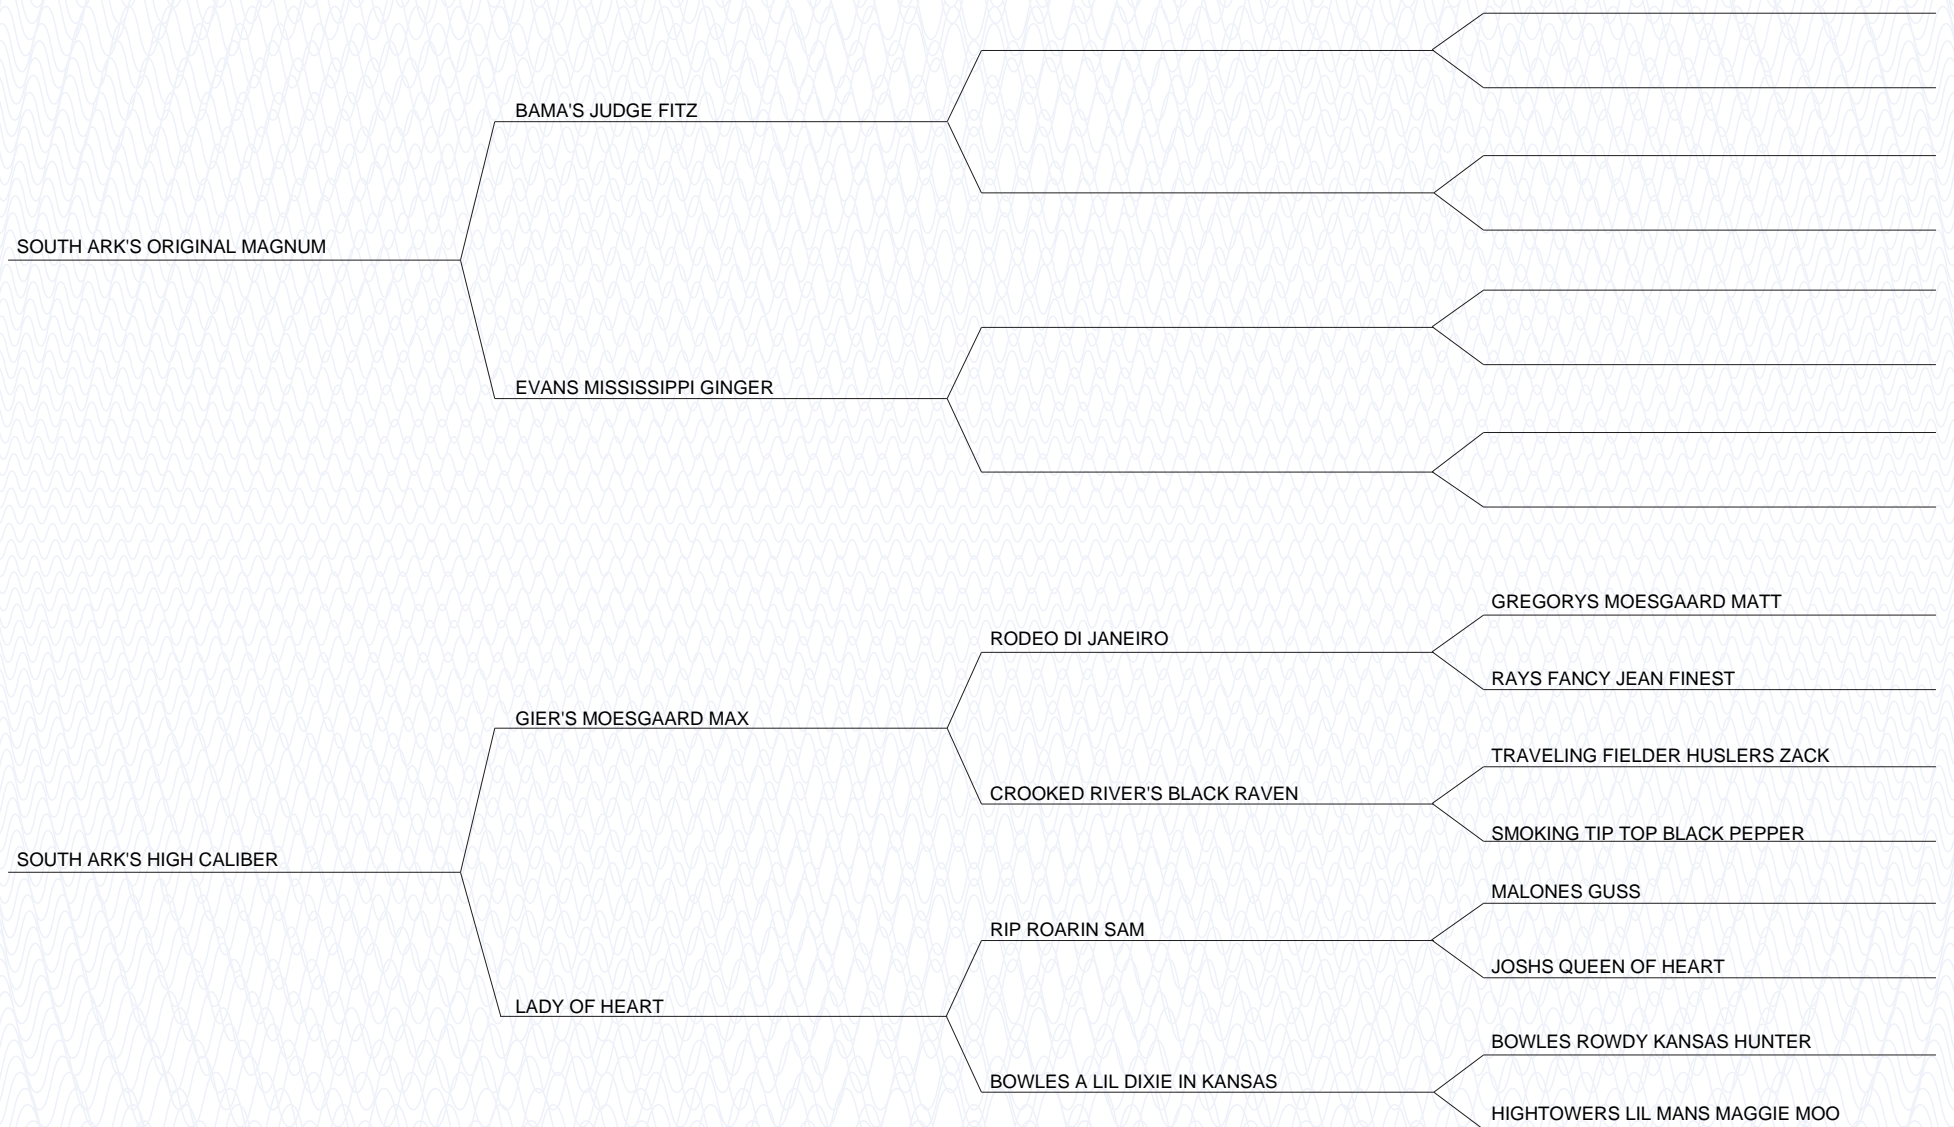 BAMA'S JUDGE FITZ
SOUTH ARK'S ORIGINAL MAGNUM
EVANS MISSISSIPPI GINGER
GREGORYS MOESGAARD MATT
RODEO DI JANEIRO
RAYS FANCY JEAN FINEST
GIER'S MOESGAARD MAX
TRAVELING FIELDER HUSLERS ZACK
CROOKED RIVER'S BLACK RAVEN
SMOKING TIP TOP BLACK PEPPER
SOUTH ARK'S HIGH CALIBER
MALONES GUSS
RIP ROARIN SAM
JOSHS QUEEN OF HEART
LADY OF HEART
BOWLES ROWDY KANSAS HUNTER
BOWLES A LIL DIXIE IN KANSAS
HIGHTOWERS LIL MANS MAGGIE MOO